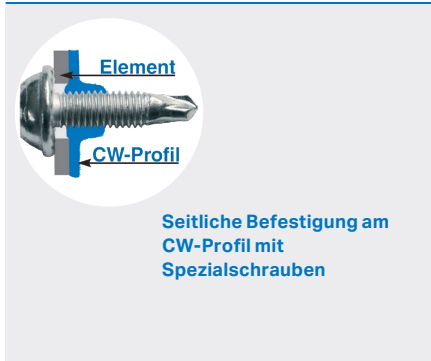 Element
CW-Profil
Seitliche Befestigung am
CW-Profil mit
Spezialschrauben